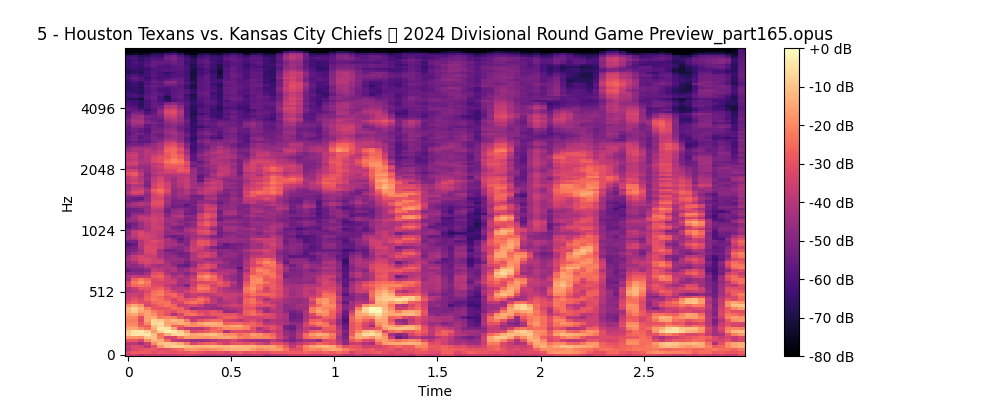 5 - Houston Texans vs. Kansas City Chiefs ▯ 2024 Divisional Round Game Preview_part165.opus
+0 dB
-10 dB
-20 dB
-30 dB
-40 dB
-50 dB
-60 dB
-70 dB
-80 dB
4096
2048
1024
512
0
Hz
0 0.5 1 1.5 2 2.5
Time